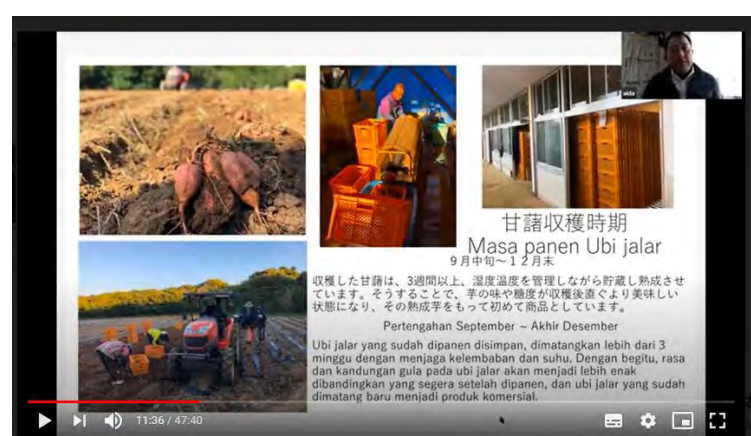 aida
甘藷収穫時期
Masa panen Ubi jalar
9月中旬〜12月末
収穫した甘藷は、3週間以上、湿度温度を管理しながら貯蔵し熟成させ
ています。そうすることで、芋の味や糖度が収穫後直ぐより美味しい
状態になり、その熟成芋をもって初めて商品としています。
Pertengahan September ~ Akhir Desember
Ubi jalar yang sudah dipanen disimpan, dimatangkan lebih dari 3
minggu dengan menjaga kelembaban dan suhu. Dengan begitu, rasa
dan kandungan gula pada ubi jalar akan menjadi lebih enak
dibandingkan yang segera setelah dipanen, dan ubi jalar yang sudah
dimatang baru menjadi produk komersial.
11:36 / 47:40